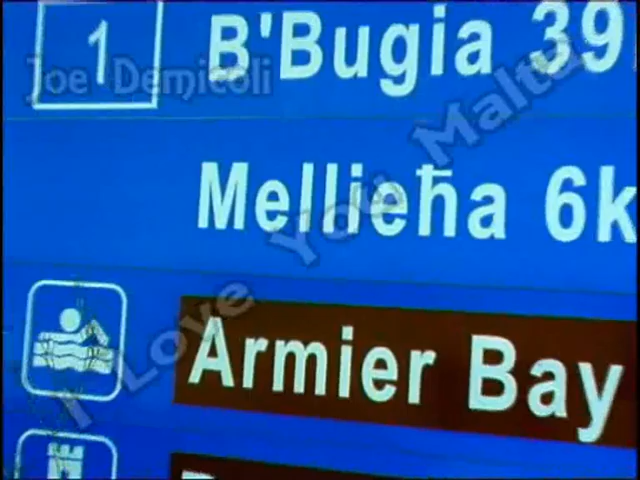 1 B'Bugia 39
Joe Demicoli
Mellieħa 6k
I Love You Malta
Armier Bay